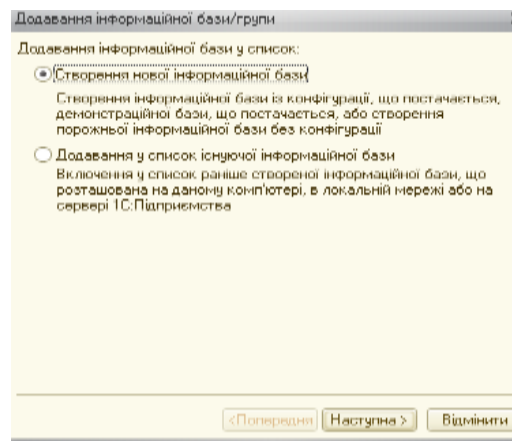 Додавання інформаційної бази/групи
Додавання інформаційної бази у список:
Створення нової інформаційної бази
Створення інформаційної бази із конфігурації, що постачається,
демонстраційної бази, що постачається, або створення
порожньої інформаційної бази без конфігурації
Додавання у список існуючої інформаційної бази
Включення у список раніше створеної інформаційної бази, що
розташована на даному комп'ютері, в локальній мережі або на
сервері 1С:Підприємства
<Попередня Наступна > Відмінити